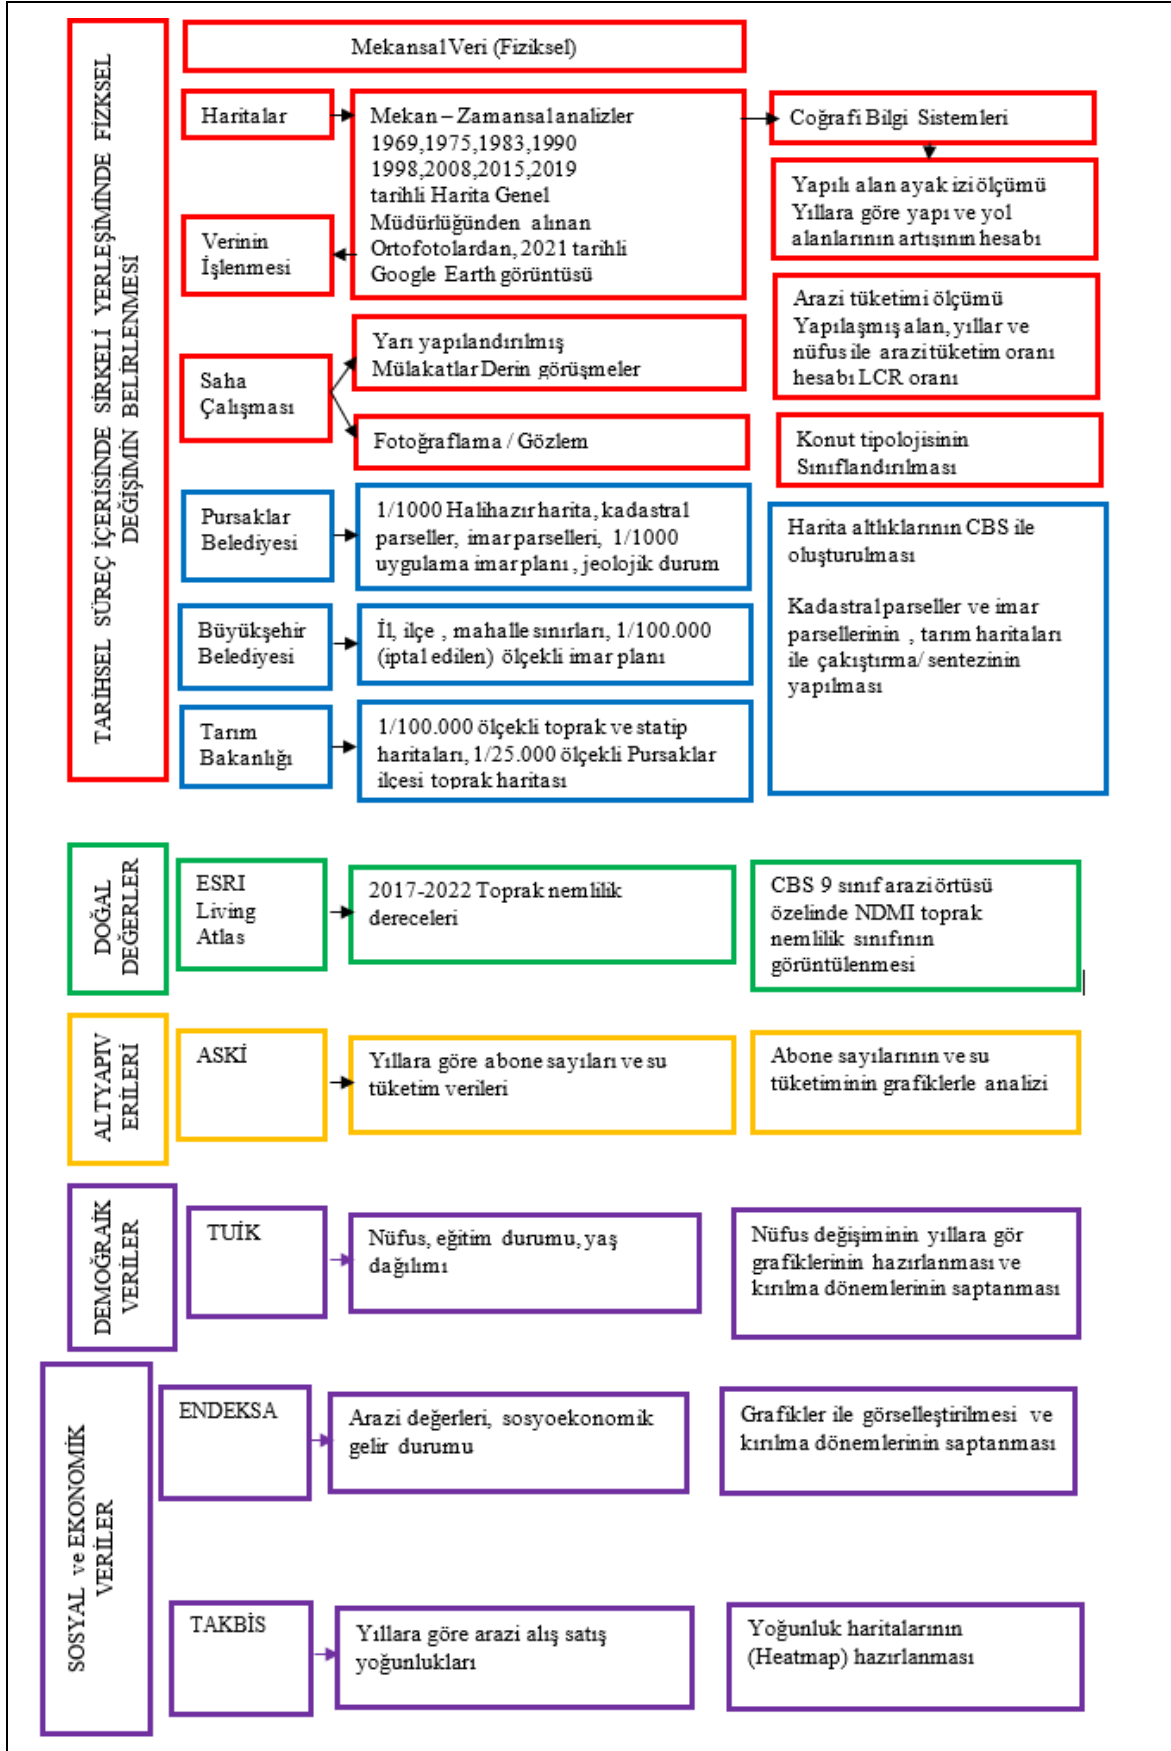 TARİHSEL SÜREÇ İÇERİSİNDE SİRKELİ YERLEŞİMİNDE FİZİKSEL
DEĞİŞİMİN BELİRLENMESİ
Mekansal Veri (Fiziksel)
Haritalar
Mekan – Zamansal analizler
1969,1975,1983,1990
1998,2008,2015,2019
tarihli Harita Genel
Müdürlüğünden alınan
Ortofotolardan, 2021 tarihli
Google Earth görüntüsü
Coğrafi Bilgi Sistemleri
Yapılı alan ayak izi ölçümü
Yıllara göre yapı ve yol
alanlarının artışının hesabı
Verinin
İşlenmesi
Arazi tüketimi ölçümü
Yapılaşmış alan, yıllar ve
nüfus ile arazi tüketim oranı
hesabı LCR oranı
Saha
Çalışması
Yarı yapılandırılmış
Mülakatlar Derin görüşmeler
Fotoğraflama / Gözlem
Konut tipolojisinin
Sınıflandırılması
Pursaklar
Belediyesi
1/1000 Halihazır harita, kadastral
parseller, imar parselleri, 1/1000
uygulama imar planı , jeolojik durum
Harita altlıklarının CBS ile
oluşturulması
Kadastral parseller ve imar
parsellerinin , tarım haritaları
ile çakıştırma/ sentezinin
yapılması
Büyükşehir
Belediyesi
İl, ilçe , mahalle sınırları, 1/100.000
(iptal edilen) ölçekli imar planı
Tarım
Bakanlığı
1/100.000 ölçekli toprak ve statip
haritaları, 1/25.000 ölçekli Pursaklar
ilçesi toprak haritası
DOĞAL
DEĞERLER
ESRI
Living
Atlas
2017-2022 Toprak nemlilik
dereceleri
CBS 9 sınıf arazi örtüsü
özelinde NDMI toprak
nemlilik sınıfının
görüntülenmesi
ALTYAPIV
ERİLERİ
ASKİ
Yıllara göre abone sayıları ve su
tüketim verileri
Abone sayılarının ve su
tüketiminin grafiklerle analizi
DEMOĞRAİK
VERİLER
TUİK
Nüfus, eğitim durumu, yaş
dağılımı
Nüfus değişiminin yıllara gör
grafiklerinin hazırlanması ve
kırılma dönemlerinin saptanması
SOSYAL ve EKONOMİK
VERİLER
ENDEKSA
Arazi değerleri, sosyoekonomik
gelir durumu
Grafikler ile görselleştirilmesi ve
kırılma dönemlerinin saptanması
TAKBİS
Yıllara göre arazi alış satış
yoğunlukları
Yoğunluk haritalarının
(Heatmap) hazırlanması